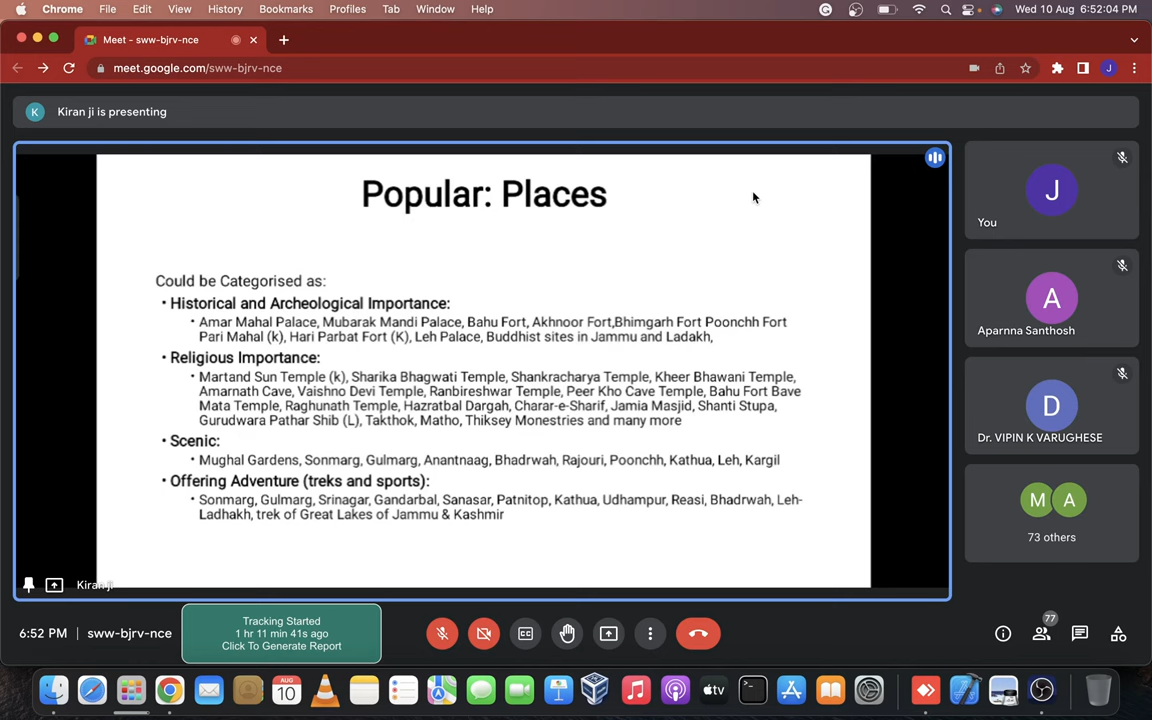 Chrome File Edit View History Bookmarks Profiles Tab Window Help Wed 10 Aug 6:52:04 PM
Meet - sww-bjrv-nce
meet.google.com/sww-bjrv-nce J
K Kiran ji is presenting
Popular: Places
Could be Categorised as:
• Historical and Archeological Importance:
• Amar Mahal Palace, Mubarak Mandi Palace, Bahu Fort, Akhnoor Fort,Bhimgarh Fort Poonchh Fort
Pari Mahal (k), Hari Parbat Fort (K), Leh Palace, Buddhist sites in Jammu and Ladakh,
• Religious Importance:
• Martand Sun Temple (k), Sharika Bhagwati Temple, Shankracharya Temple, Kheer Bhawani Temple,
Amarnath Cave, Vaishno Devi Temple, Ranbireshwar Temple, Peer Kho Cave Temple, Bahu Fort Bave
Mata Temple, Raghunath Temple, Hazratbal Dargah, Charar-e-Sharif, Jamia Masjid, Shanti Stupa,
Gurudwara Pathar Shib (L), Takthok, Matho, Thiksey Monestries and many more
• Scenic:
• Mughal Gardens, Sonmarg, Gulmarg, Anantnaag, Bhadrwah, Rajouri, Poonchh, Kathua, Leh, Kargil
• Offering Adventure (treks and sports):
• Sonmarg, Gulmarg, Srinagar, Gandarbal, Sanasar, Patnitop, Kathua, Udhampur, Reasi, Bhadrwah, Leh-
Ladhakh, trek of Great Lakes of Jammu & Kashmir
Kiran ji
J
You
A
Aparnna Santhosh
D
Dr. VIPIN K VARUGHESE
M A
73 others
6:52 PM | sww-bjrv-nce
Tracking Started
1 hr 11 min 41s ago
Click To Generate Report
77
AUG
10
tv